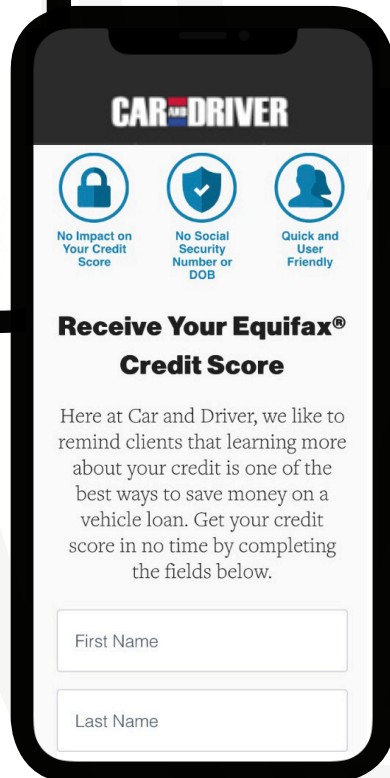 CAR AND DRIVER
No Impact on
Your Credit
Score
No Social
Security
Number or
DOB
Quick and
User
Friendly
Receive Your Equifax®
Credit Score
Here at Car and Driver, we like to
remind clients that learning more
about your credit is one of the
best ways to save money on a
vehicle loan. Get your credit
score in no time by completing
the fields below.
First Name
Last Name